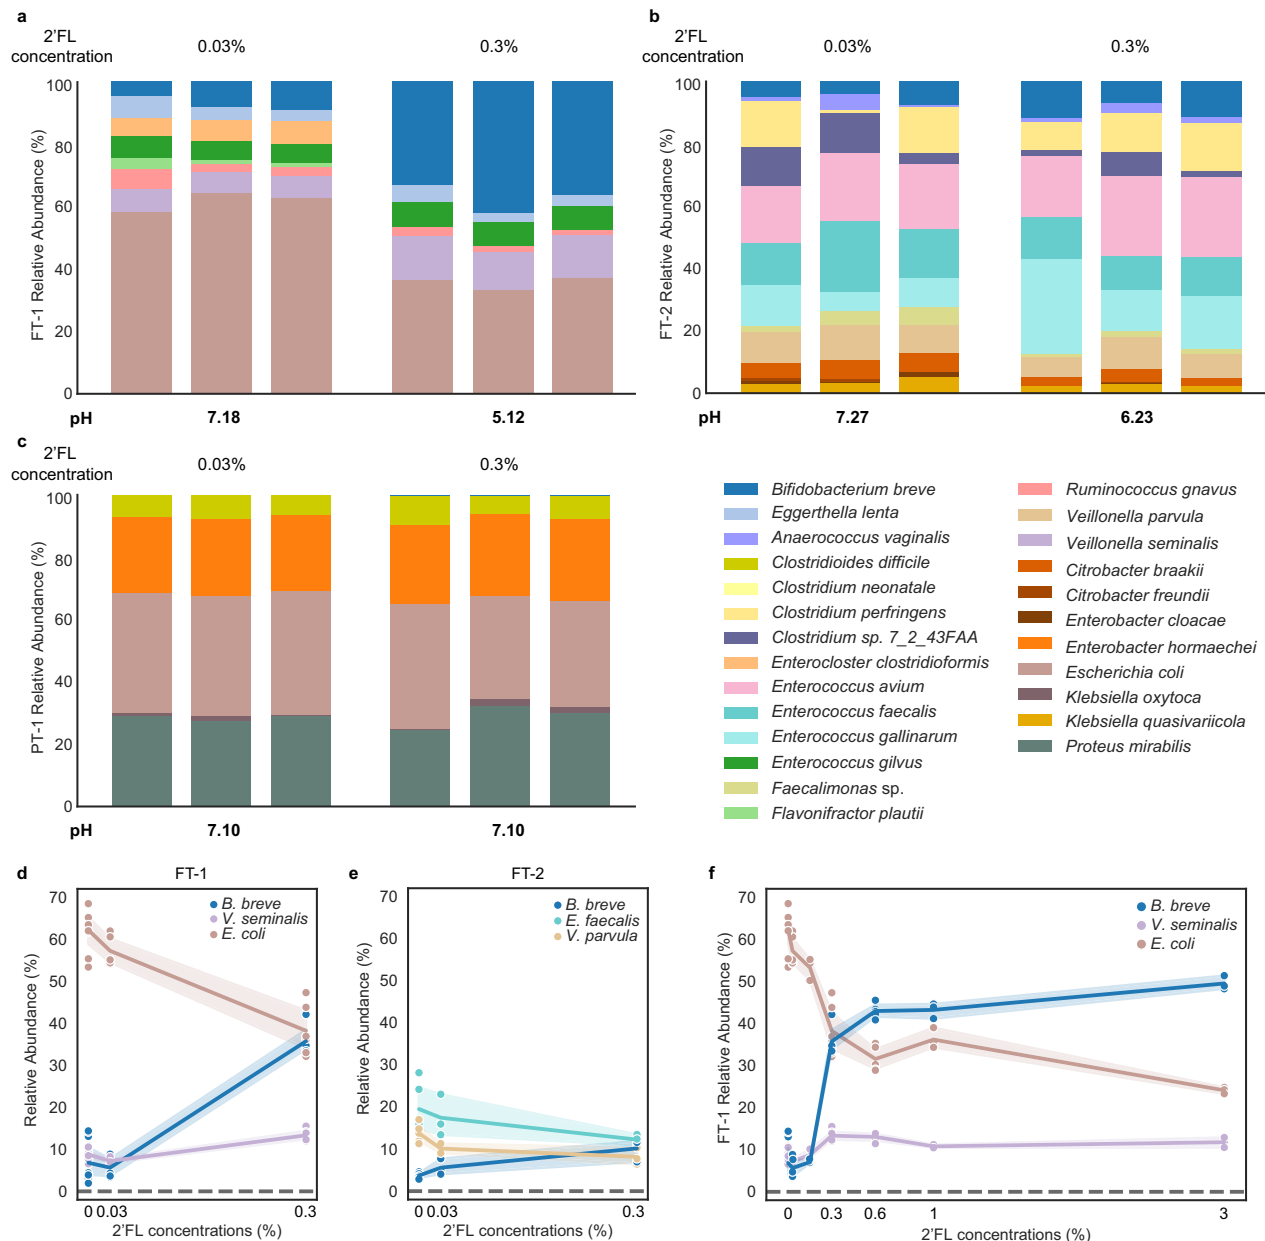 a
2'FL
concentration
0.03%
0.3%
FT-1 Relative Abundance (%)
100
80
60
40
20
0
pH
7.18
5.12
b
2'FL
concentration
0.03%
0.3%
FT-2 Relative Abundance (%)
100
80
60
40
20
0
pH
7.27
6.23
c
2'FL
concentration
0.03%
0.3%
PT-1 Relative Abundance (%)
100
80
60
40
20
0
pH
7.10
7.10
Bifidobacterium breve
Eggerthella lenta
Anaerococcus vaginalis
Clostridioides difficile
Clostridium neonatale
Clostridium perfringens
Clostridium sp. 7_2_43FAA
Enterocloster clostridioformis
Enterococcus avium
Enterococcus faecalis
Enterococcus gallinarum
Enterococcus gilvus
Faecalimonas sp.
Flavonifractor plautii
Ruminococcus gnavus
Veillonella parvula
Veillonella seminalis
Citrobacter braakii
Citrobacter freundii
Enterobacter cloacae
Enterobacter hormaechei
Escherichia coli
Klebsiella oxytoca
Klebsiella quasivariicola
Proteus mirabilis
d
FT-1
Relative Abundance (%)
70
60
50
40
30
20
10
0
B. breve
V. seminalis
E. coli
0 0.03 0.3
2'FL concentrations (%)
e
FT-2
Relative Abundance (%)
70
60
50
40
30
20
10
0
B. breve
E. faecalis
V. parvula
0 0.03 0.3
2'FL concentrations (%)
f
FT-1 Relative Abundance (%)
70
60
50
40
30
20
10
0
B. breve
V. seminalis
E. coli
0 0.3 0.6 1 3
2'FL concentrations (%)